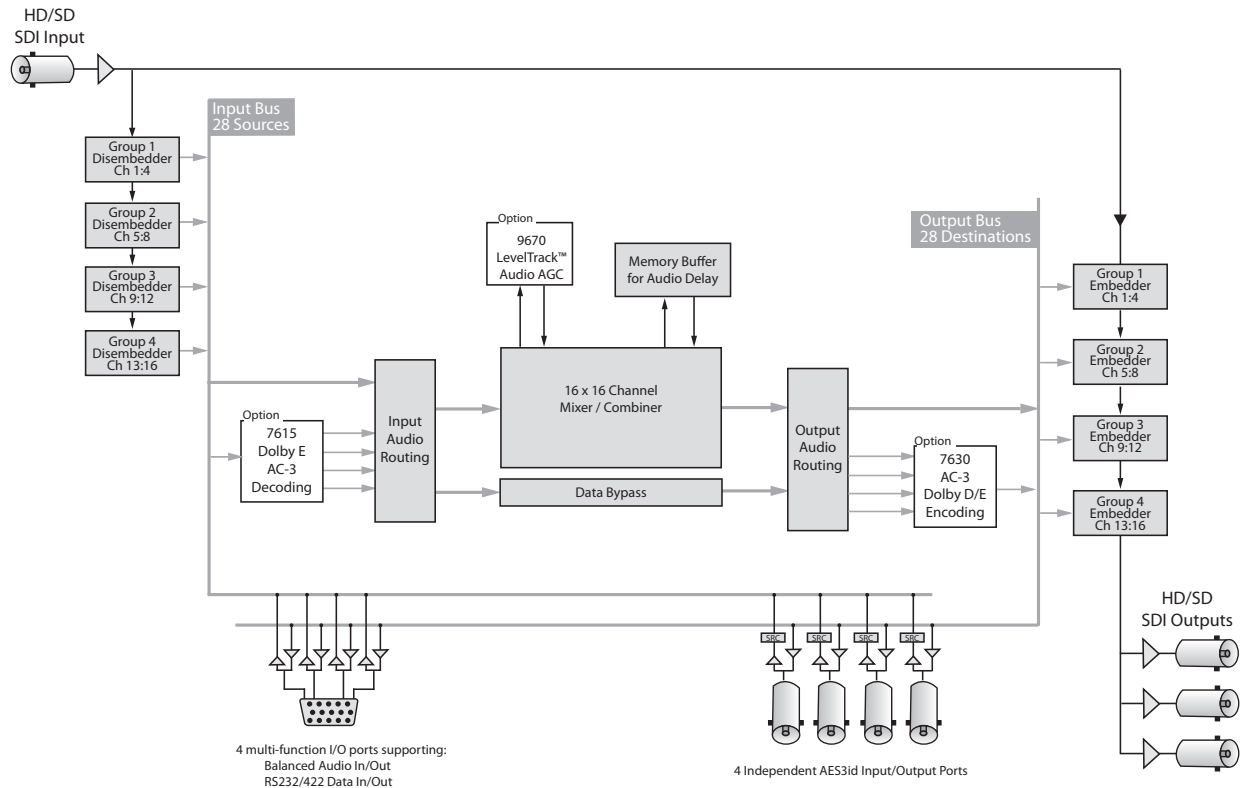 HD/SD
SDI Input
Input Bus
28 Sources
Group 1
Disembedder
Ch 1:4
Group 2
Disembedder
Ch 5:8
Group 3
Disembedder
Ch 9:12
Group 4
Disembedder
Ch 13:16
Option
9670
LevelTrack™
Audio AGC
Memory Buffer
for Audio Delay
Output Bus
28 Destinations
Group 1
Embedder
Ch 1:4
Group 2
Embedder
Ch 5:8
Group 3
Embedder
Ch 9:12
Group 4
Embedder
Ch 13:16
Option
7615
Dolby E
AC-3
Decoding
Input
Audio
Routing
16 x 16 Channel
Mixer / Combiner
Data Bypass
Output
Audio
Routing
Option
7630
AC-3
Dolby D/E
Encoding
SRC
SRC
SRC
SRC
HD/SD
SDI Outputs
4 multi-function I/O ports supporting:
Balanced Audio In/Out
RS232/422 Data In/Out
4 Independent AES3id Input/Output Ports